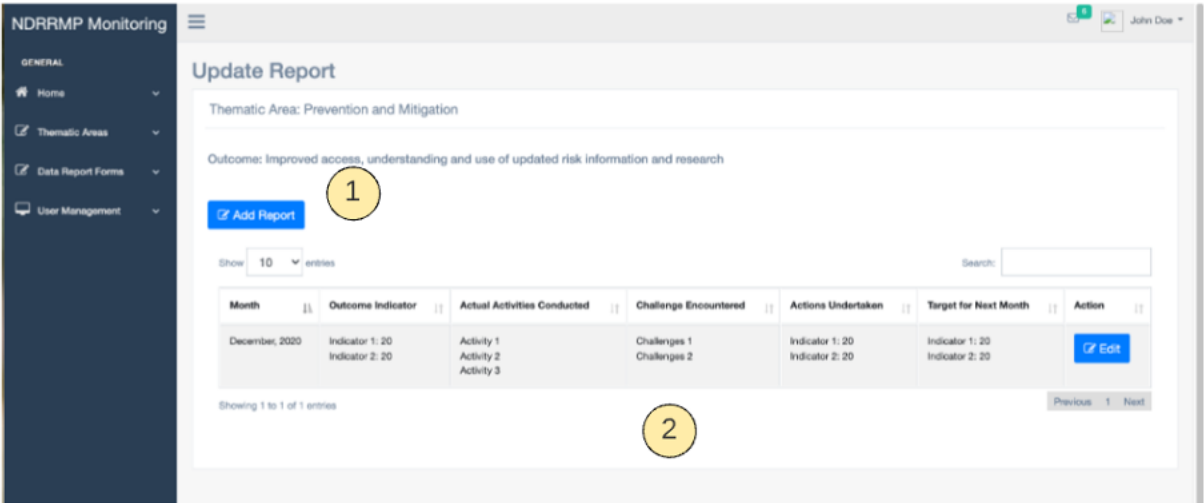 NDRRMP Monitoring
6
John Doe
GENERAL
Home
Thematic Areas
Data Report Forms
User Management
Update Report
Thematic Area: Prevention and Mitigation
Outcome: Improved access, understanding and use of updated risk information and research
1
Add Report
Show 10 entries
Search:
Month Outcome Indicator Actual Activities Conducted Challenge Encountered Actions Undertaken Target for Next Month Action
December, 2020 Indicator 1: 20 Activity 1 Challenges 1 Indicator 1: 20 Indicator 1: 20 Edit
Indicator 2: 20 Activity 2 Challenges 2 Indicator 2: 20 Indicator 2: 20
Activity 3
Showing 1 to 1 of 1 entries
Previous 1 Next
2